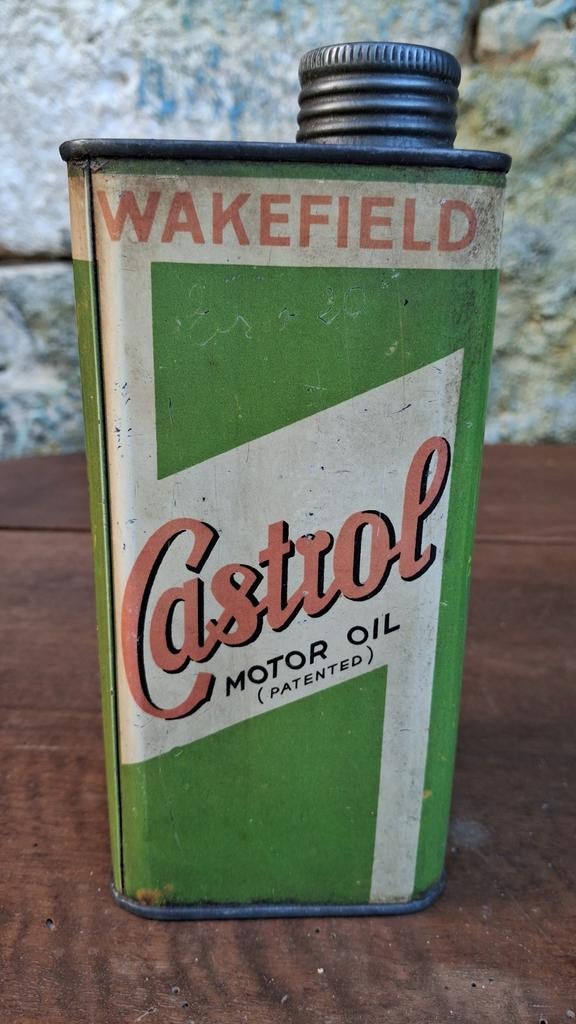 WAKEFIELD
Castrol
MOTOR OIL
(PATENTED)